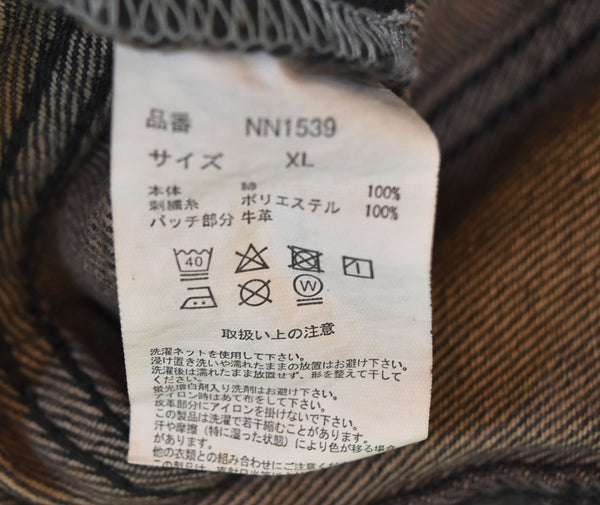 品番 NN1539
サイズ XL
本体 綿 100%
刺繍糸 ポリエステル 100%
パッチ部分 牛革
40
W
取扱い上の注意
洗濯ネットを使用して下さい。
浸け置き洗いや濡れたままの放置はお避け下さい。
洗濯後は濡れたまま放置せず、形を整えて干して
ください。
蛍光増白剤入り洗剤はお避け下さい。
アイロン時はあて布をして下さい。
皮革部分にアイロンを掛けないで下さい。
この製品は洗濯で若干縮むことがあります。
汗や摩擦（特に湿った状態）により色が移る場合
があります。
他の衣類との組み合わせにご注意下さ
この製品は、